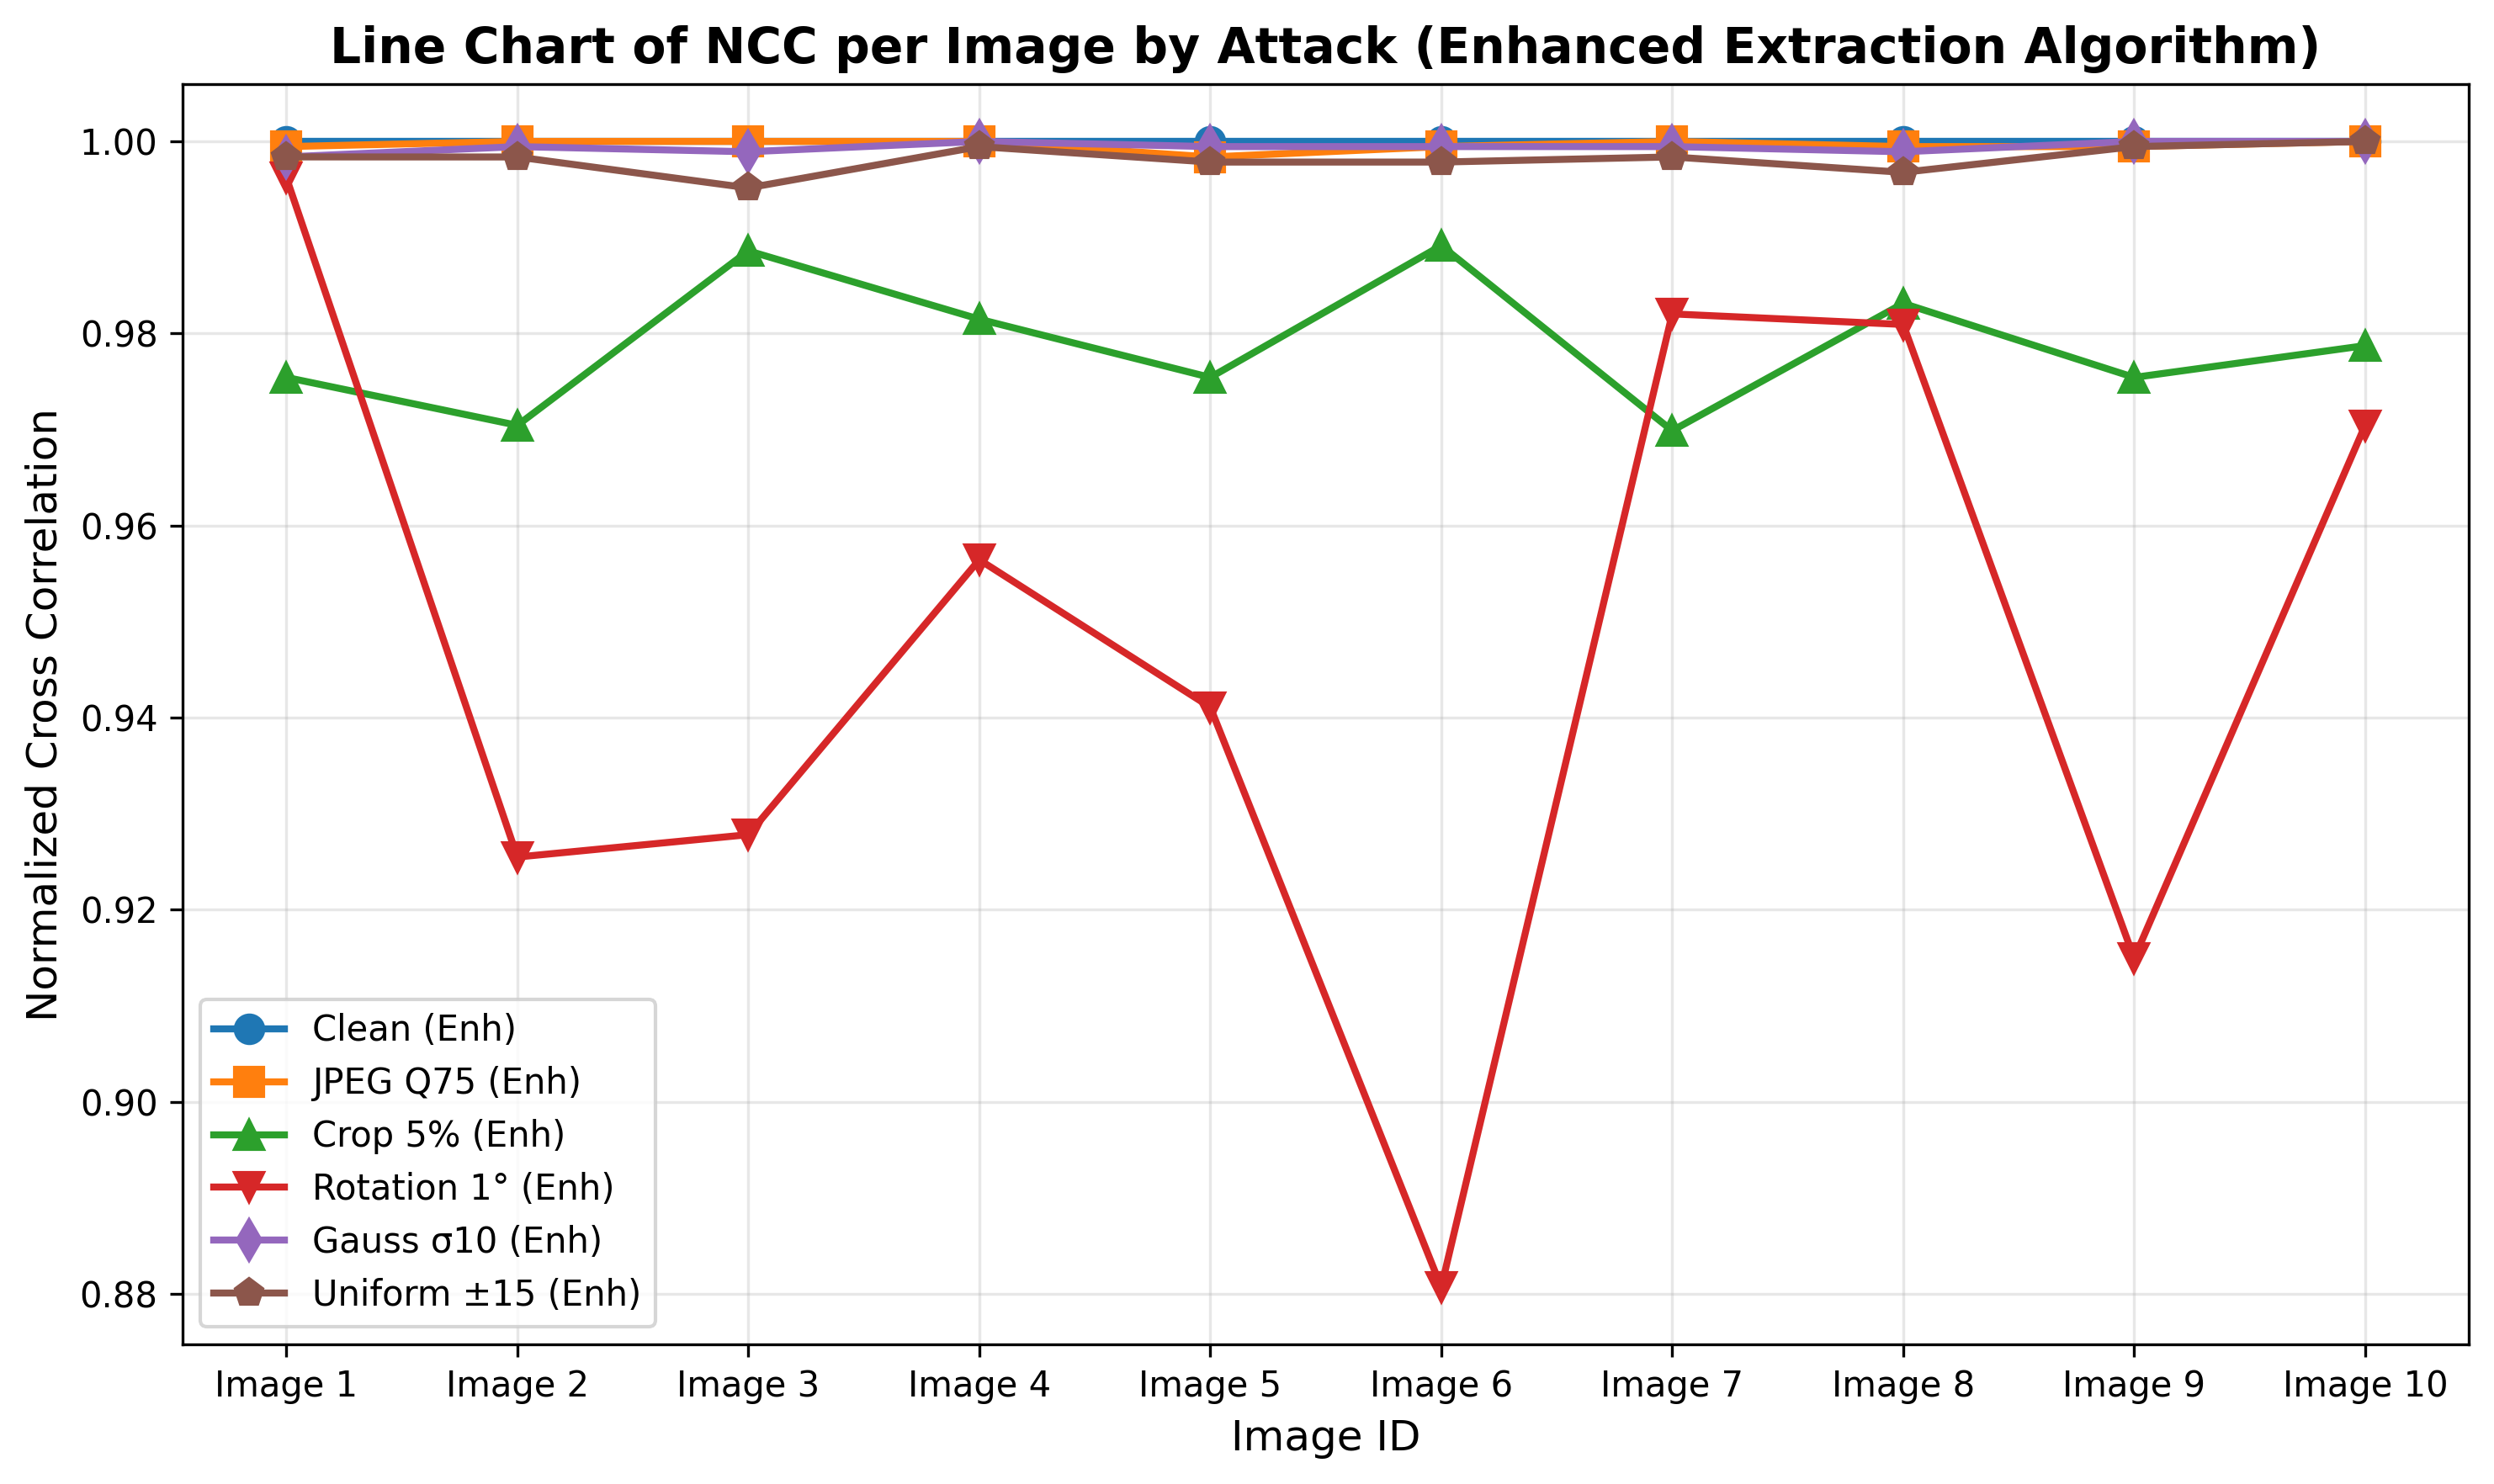 Line Chart of NCC per Image by Attack (Enhanced Extraction Algorithm)
Normalized Cross Correlation
1.00
0.98
0.96
0.94
0.92
0.90
0.88
Clean (Enh)
JPEG Q75 (Enh)
Crop 5% (Enh)
Rotation 1° (Enh)
Gauss σ10 (Enh)
Uniform ±15 (Enh)
Image 1 Image 2 Image 3 Image 4 Image 5 Image 6 Image 7 Image 8 Image 9 Image 10
Image ID